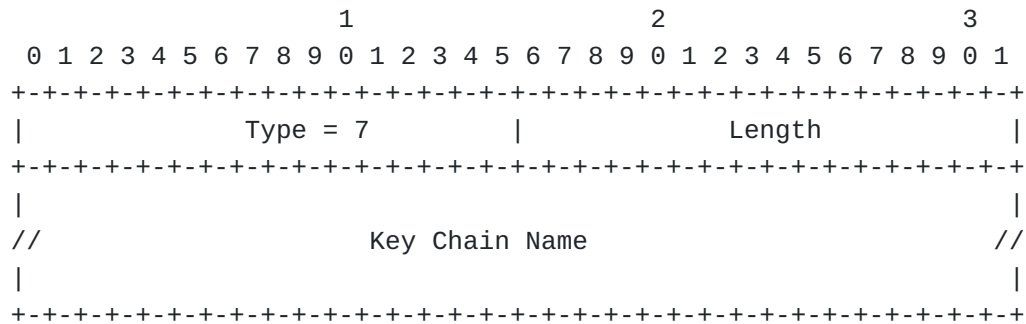 1                   2                   3
 0 1 2 3 4 5 6 7 8 9 0 1 2 3 4 5 6 7 8 9 0 1 2 3 4 5 6 7 8 9 0 1
+-+-+-+-+-+-+-+-+-+-+-+-+-+-+-+-+-+-+-+-+-+-+-+-+-+-+-+-+-+-+-+-+
|              Type = 7         |             Length            |
+-+-+-+-+-+-+-+-+-+-+-+-+-+-+-+-+-+-+-+-+-+-+-+-+-+-+-+-+-+-+-+-+
|                                                               |
//                     Key Chain Name                          //
|                                                               |
+-+-+-+-+-+-+-+-+-+-+-+-+-+-+-+-+-+-+-+-+-+-+-+-+-+-+-+-+-+-+-+-+